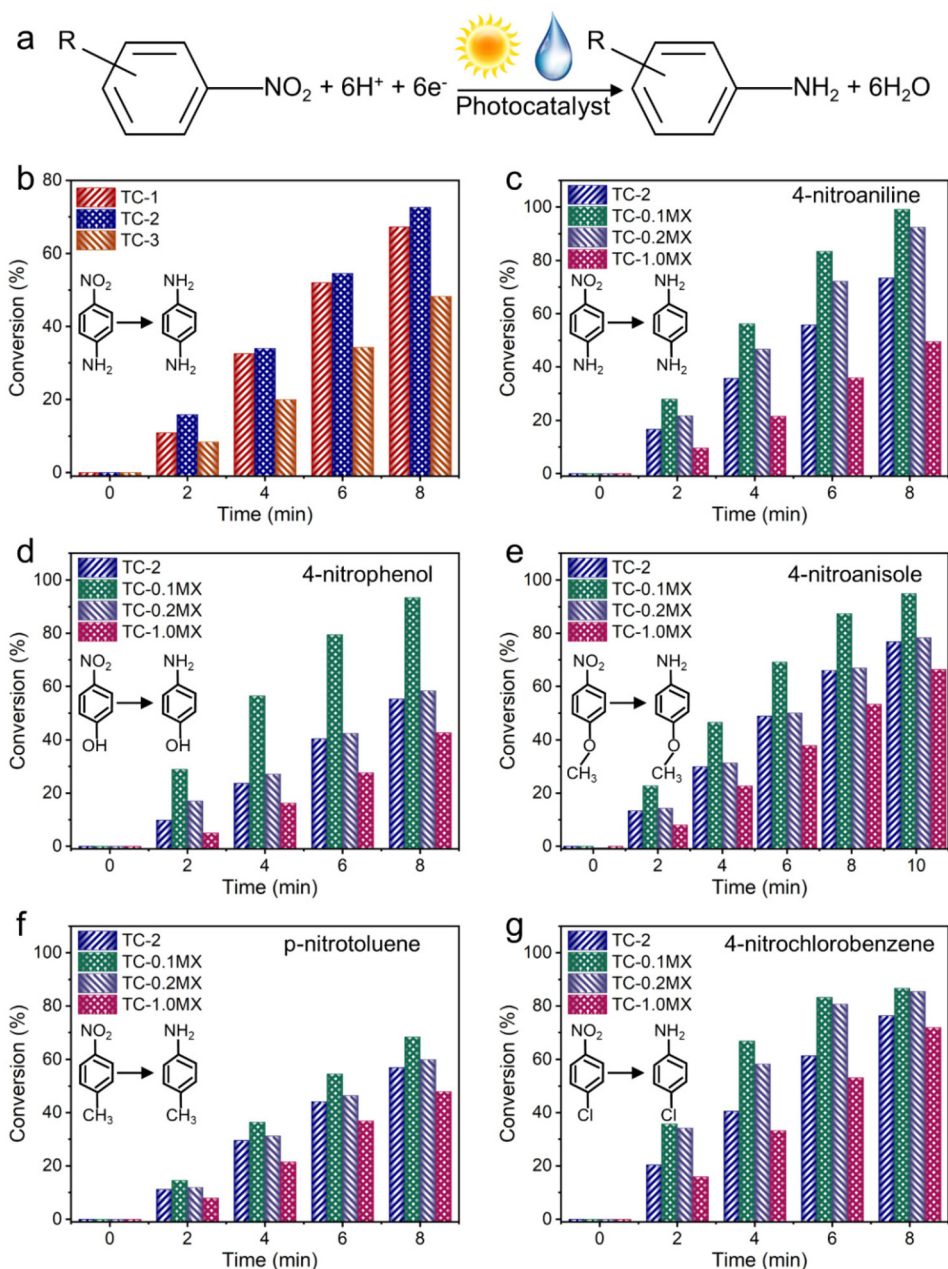 a
R
NO₂ + 6H⁺ + 6e⁻
Photocatalyst
R
NH₂ + 6H₂O
b
TC-1
TC-2
TC-3
NO₂
NH₂
NH₂
NH₂
80
60
40
20
0
Conversion (%)
0 2 4 6 8
Time (min)
c
4-nitroaniline
TC-2
TC-0.1MX
TC-0.2MX
TC-1.0MX
NO₂
NH₂
NH₂
NH₂
100
80
60
40
20
0
Conversion (%)
0 2 4 6 8
Time (min)
d
4-nitrophenol
TC-2
TC-0.1MX
TC-0.2MX
TC-1.0MX
NO₂
NH₂
OH
OH
100
80
60
40
20
0
Conversion (%)
0 2 4 6 8
Time (min)
e
4-nitroanisole
TC-2
TC-0.1MX
TC-0.2MX
TC-1.0MX
NO₂
NH₂
O
O
CH₃
CH₃
100
80
60
40
20
0
Conversion (%)
0 2 4 6 8 10
Time (min)
f
p-nitrotoluene
TC-2
TC-0.1MX
TC-0.2MX
TC-1.0MX
NO₂
NH₂
CH₃
CH₃
100
80
60
40
20
0
Conversion (%)
0 2 4 6 8
Time (min)
g
4-nitrochlorobenzene
TC-2
TC-0.1MX
TC-0.2MX
TC-1.0MX
NO₂
NH₂
Cl
Cl
100
80
60
40
20
0
Conversion (%)
0 2 4 6 8
Time (min)